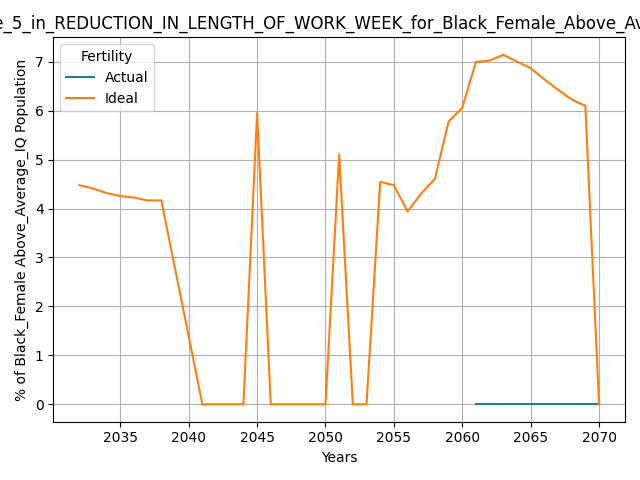 e_5_in_REDUCTION_IN_LENGTH_OF_WORK_WEEK_for_Black_Female_Above_Av
% of Black_Female Above_Average_IQ Population
Fertility
Actual
Ideal
7
6
5
4
3
2
1
0
2035 2040 2045 2050 2055 2060 2065 2070
Years